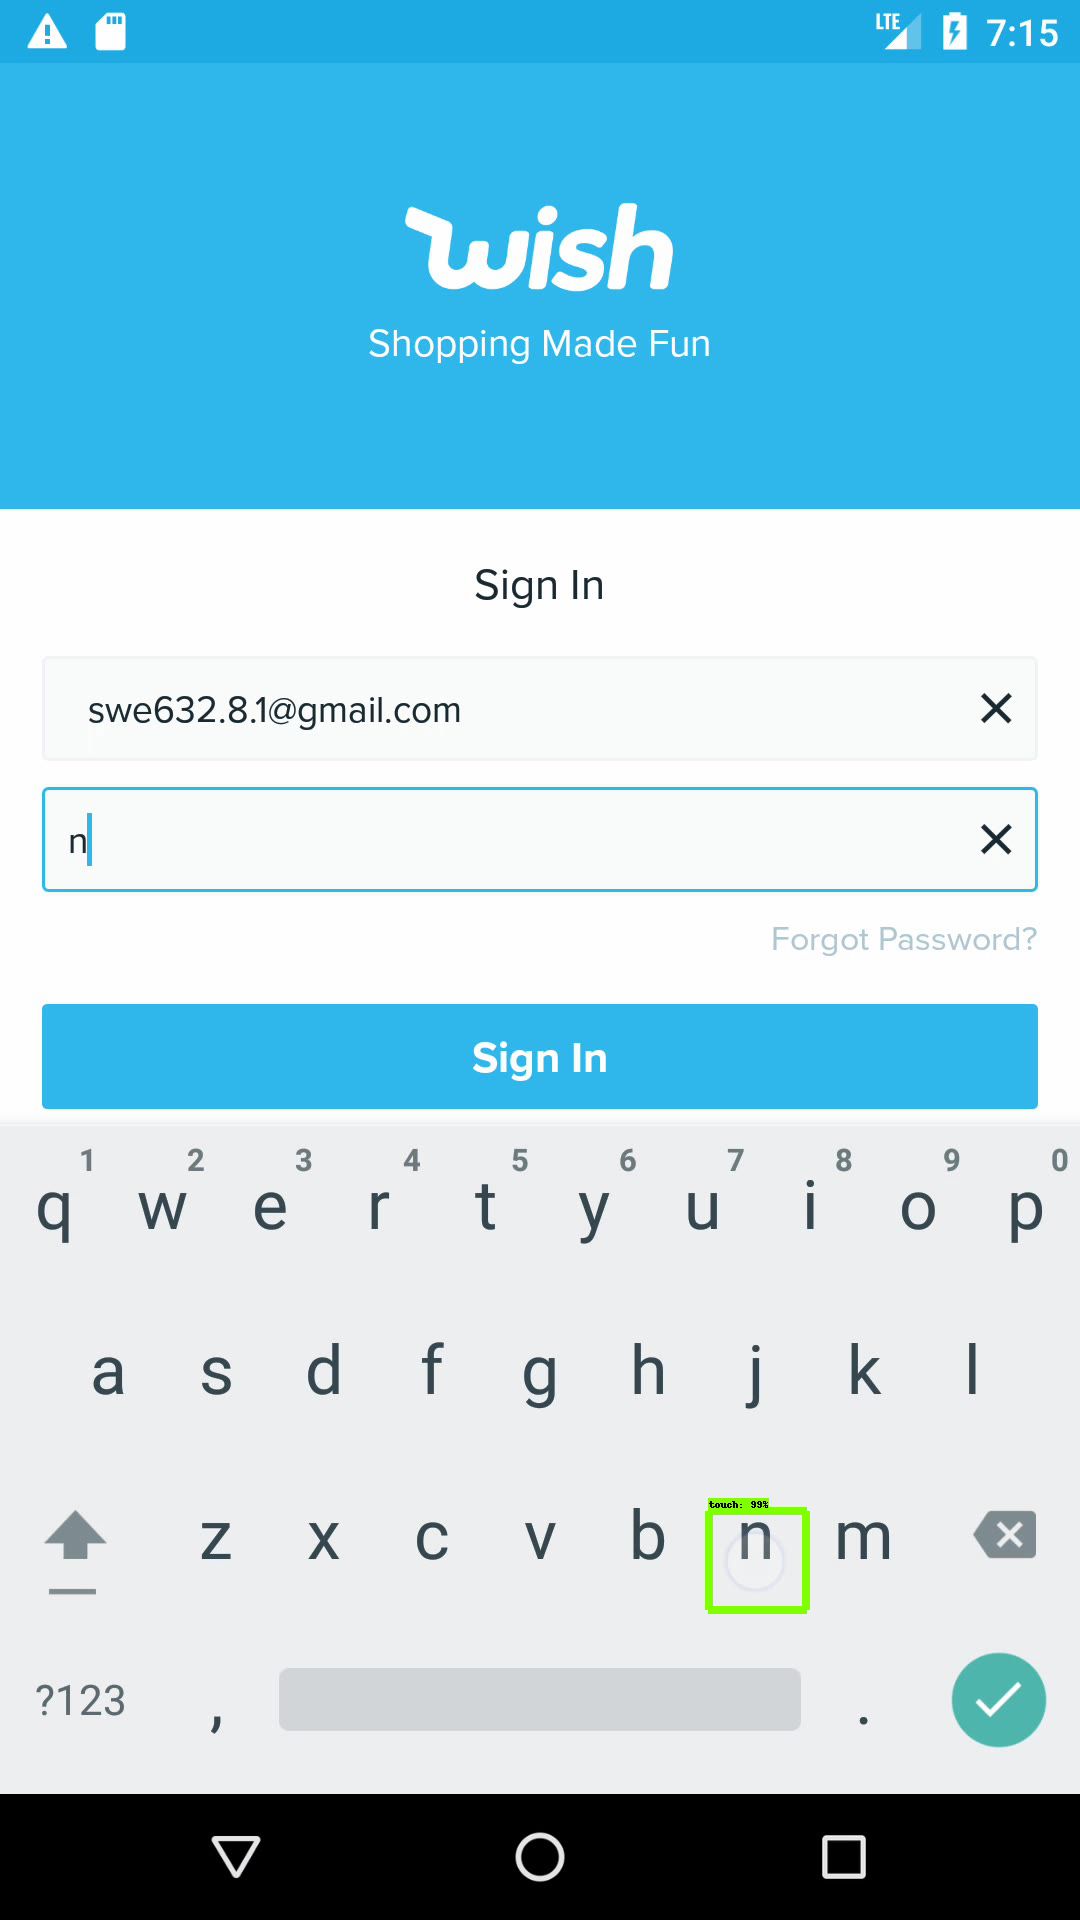 LTE 7:15
wish
Shopping Made Fun
Sign In
swe632.8.1@gmail.com
n
Forgot Password?
Sign In
1 2 3 4 5 6 7 8 9 0
q w e r t y u i o p
a s d f g h j k l
touch: 99%
z x c v b n m
?123 , .